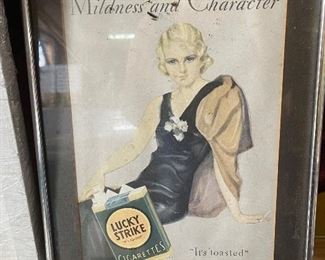 Mildness and Character
LUCKY
STRIKE
CIGARETTES
"It's toasted"